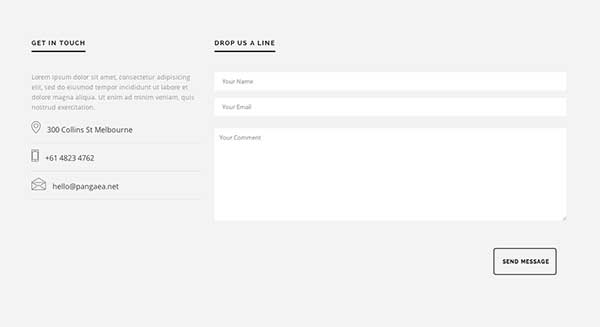 GET IN TOUCH
Lorem ipsum dolor sit amet, consectetur adipisicing
elit, sed do eiusmod tempor incididunt ut labore et
dolore magna aliqua. Ut enim ad minim veniam, quis
nostrud exercitation.
300 Collins St Melbourne
+61 4823 4762
hello@pangaea.net
DROP US A LINE
Your Name
Your Email
Your Comment
SEND MESSAGE